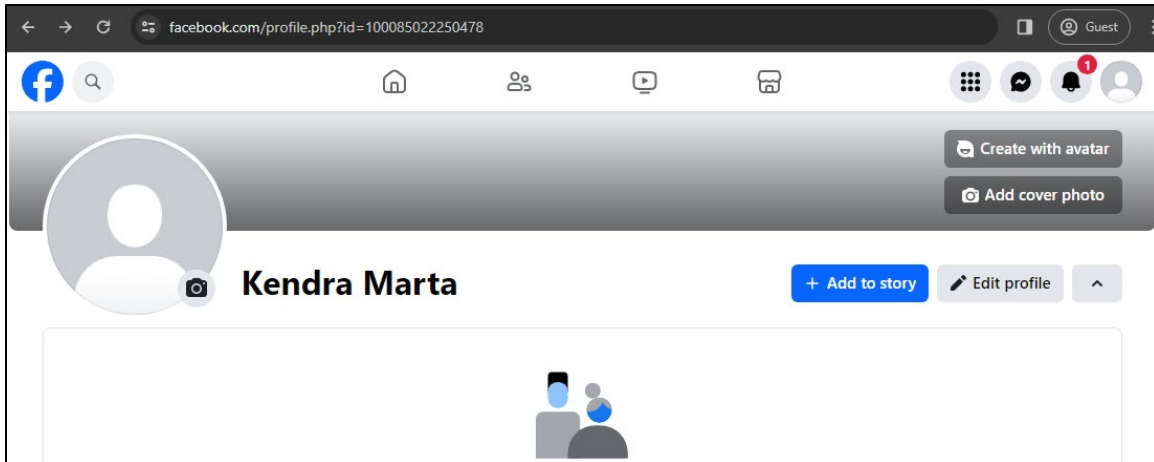 facebook.com/profile.php?id=100085022250478
Guest
1
Create with avatar
Add cover photo
Kendra Marta
+ Add to story
Edit profile